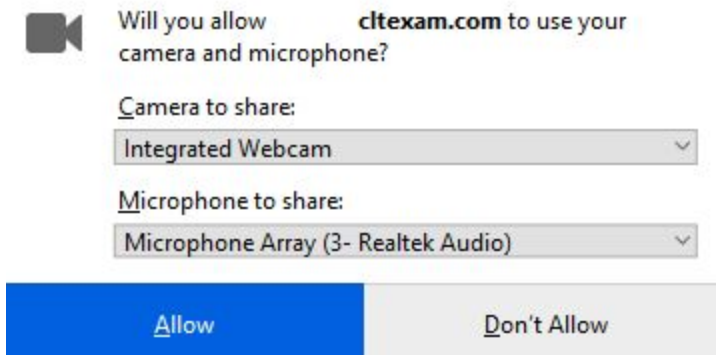 Will you allow cltexam.com to use your
camera and microphone?
Camera to share:
Integrated Webcam
Microphone to share:
Microphone Array (3- Realtek Audio)
Allow
Don't Allow